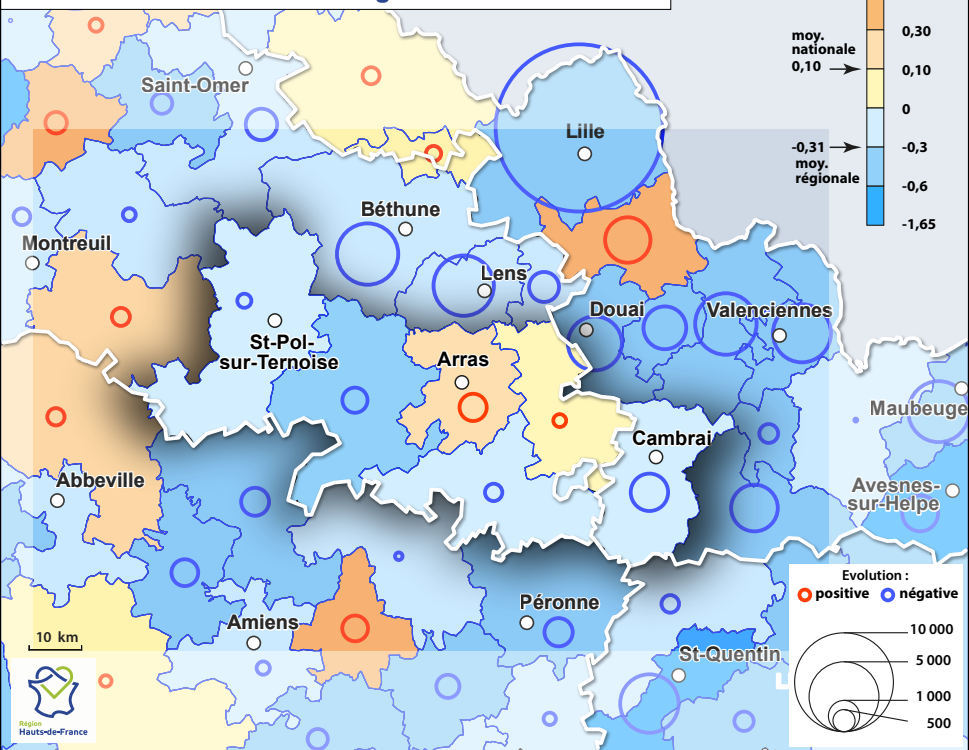 0,30
moy.
nationale
0,10
0,10
0
-0,31
-0,3
moy.
régionale
-0,6
-1,65
Saint-Omer
Lille
Béthune
Montreuil
Lens
Douai
Valenciennes
St-Pol-
sur-Ternoise
Arras
Maubeuge
Cambrai
Abbeville
Avesnes-
sur-Helpe
Péronne
Amiens
St-Quentin
10 km
Evolution :
positive
négative
10 000
5 000
1 000
500
Région
Hauts-de-France